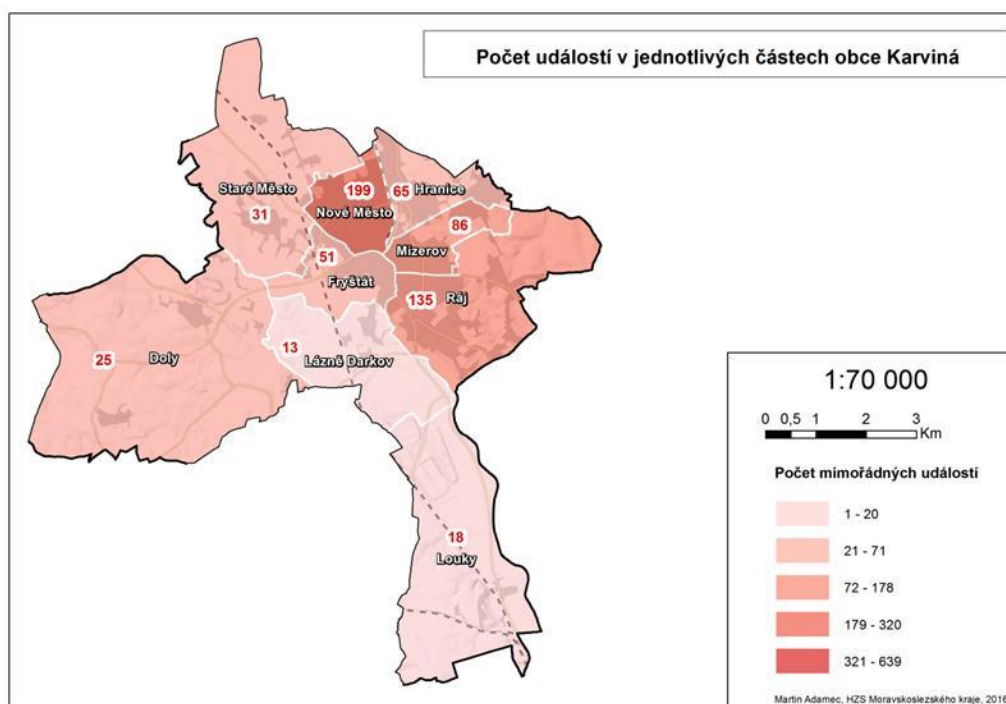 Počet událostí v jednotlivých částech obce Karviná
Staré Město
31
199
Nové Město
65
Hranice
86
Mizerov
51
Fryštát
135
Ráj
25
Doly
13
Lázně Darkov
18
Louky
1:70 000
0 0,5 1 2 3
Km
Počet mimořádných událostí
1 - 20
21 - 71
72 - 178
179 - 320
321 - 639
Martin Adamec, HZS Moravskoslezského kraje, 2016